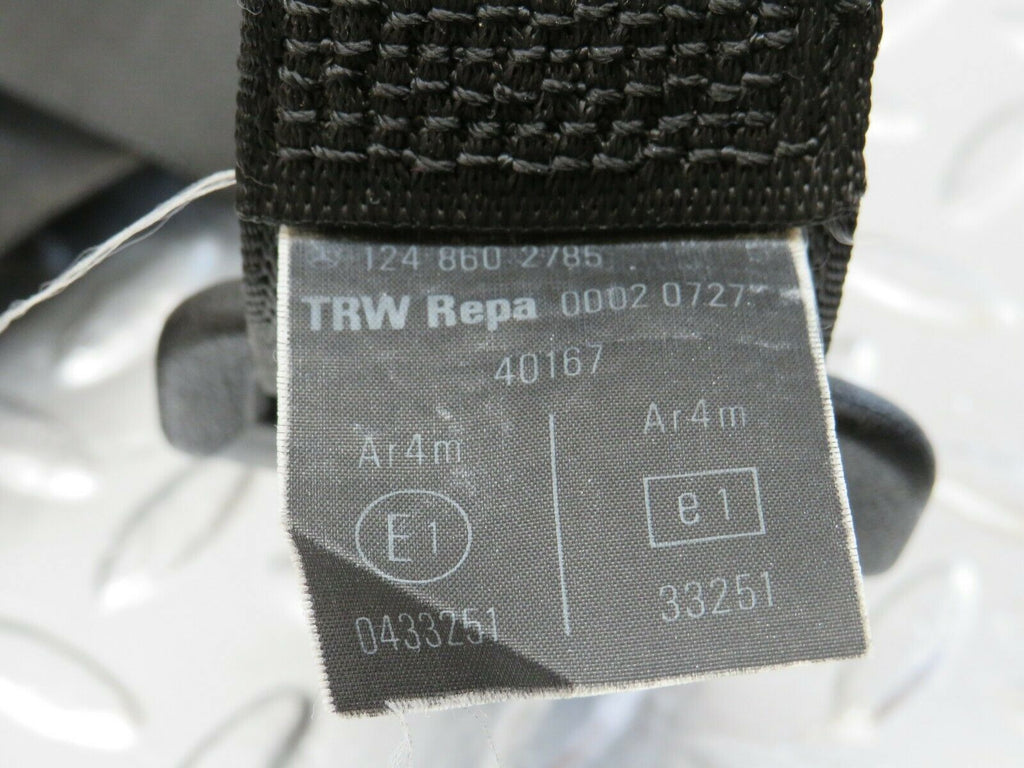 124 860 2785
TRW Repa 0002 0727
40167
Ar4m
Ar4m
E1
e1
0433251
33251